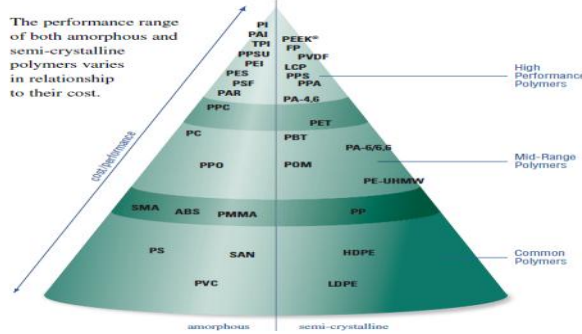 The performance range
of both amorphous and
semi-crystalline
polymers varies
in relationship
to their cost.
cost/performance
PI
PAI
TPI
PPSU
PEI
PES
PSF
PAR
PPC
PC
PPO
SMA
ABS
PMMA
PS
SAN
PVC
PEEK®
FP
PVDF
LCP
PPS
PPA
PA-4,6
PET
PBT
PA-6/6,6
POM
PE-UHMW
PP
HDPE
LDPE
High
Performance
Polymers
Mid-Range
Polymers
Common
Polymers
amorphous
semi-crystalline